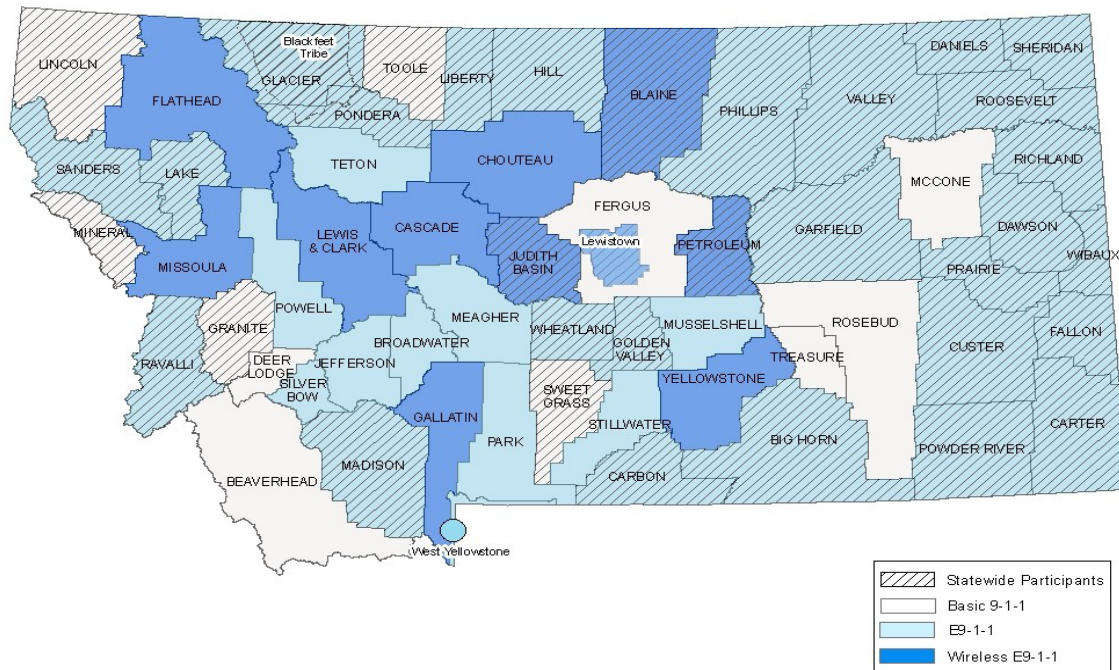 Blackfeet
Tribe
LINCOLN
FLATHEAD
GLACIER
TOOLE
LIBERTY
HILL
BLAINE
PHILLIPS
VALLEY
DANIELS
SHERIDAN
ROOSEVELT
PONDERA
SANDERS
LAKE
TETON
CHOUTEAU
RICHLAND
MCCONE
MINERAL
MISSOULA
LEWIS
& CLARK
CASCADE
JUDITH
BASIN
FERGUS
Lewistown
PETROLEUM
GARFIELD
DAWSON
WIBAUX
PRAIRIE
POWELL
GRANITE
MEAGHER
WHEATLAND
GOLDEN
VALLEY
MUSSELSHELL
ROSEBUD
TREASURE
CUSTER
FALLON
RAVALLI
DEER
LODGE
JEFFERSON
BROADWATER
SILVER
BOW
GALLATIN
SWEET
GRASS
YELLOWSTONE
STILLWATER
PARK
BIG HORN
CARTER
POWDER RIVER
MADISON
CARBON
BEAVERHEAD
West Yellowstone
Statewide Participants
Basic 9-1-1
E9-1-1
Wireless E9-1-1